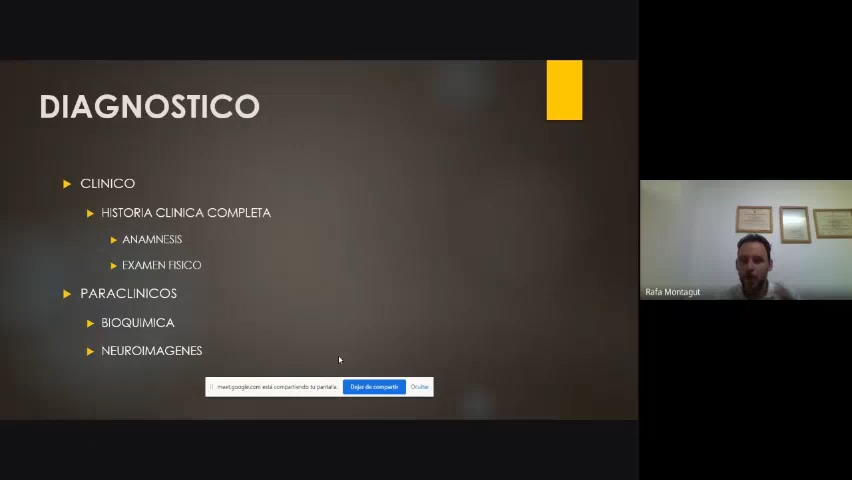 DIAGNOSTICO
CLINICO
HISTORIA CLINICA COMPLETA
ANAMNESIS
EXAMEN FISICO
PARACLINICOS
BIOQUIMICA
NEUROIMAGENES
meet.google.com está compartiendo tu pantalla. Dejar de compartir Ocultar
Rafa Montagut